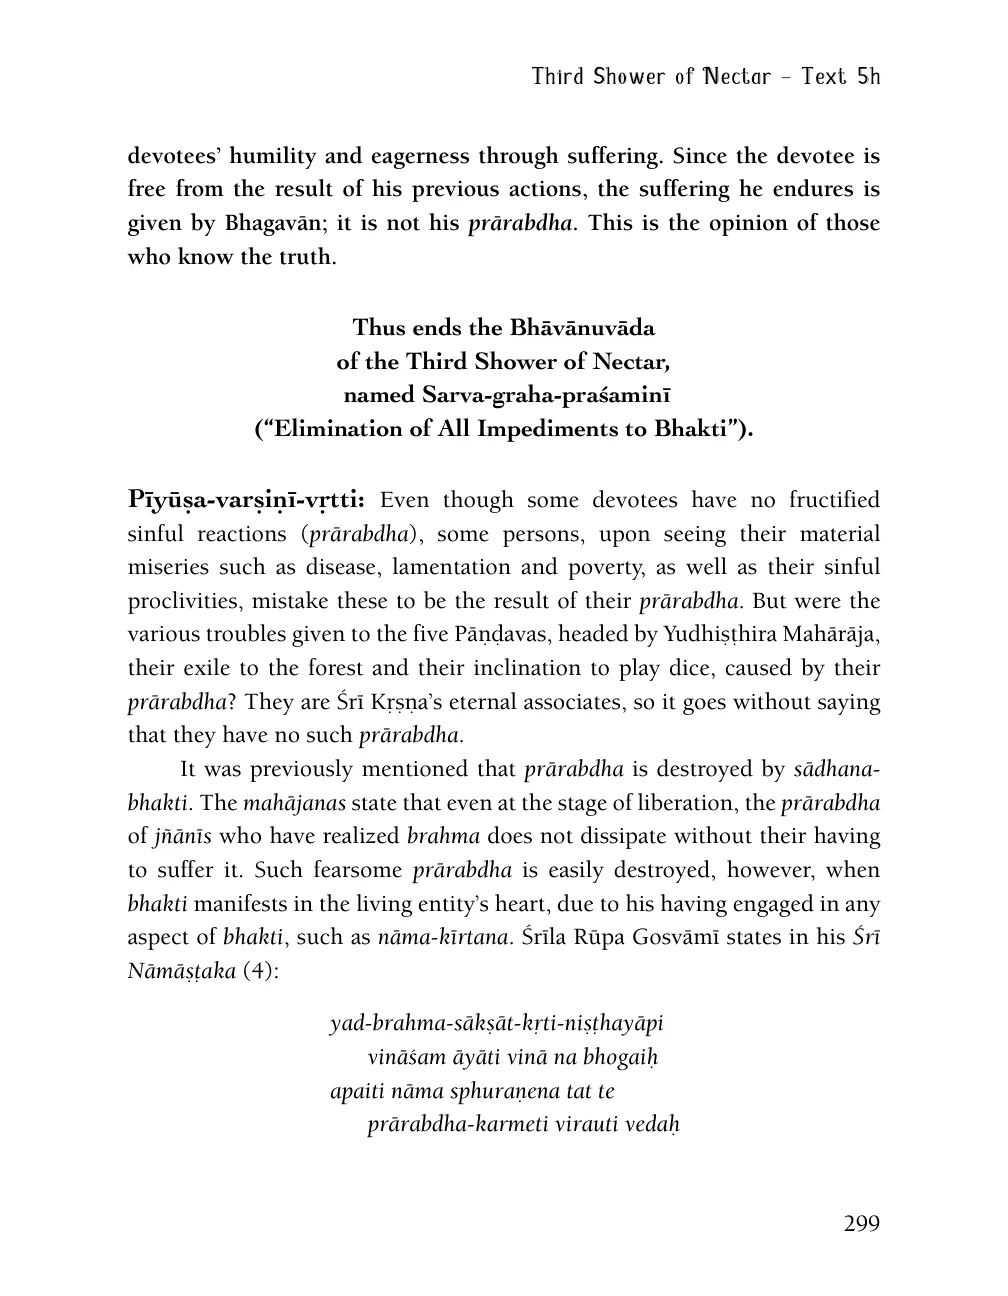 Third Shower of Nectar – Text 5h
devotees’ humility and eagerness through suffering. Since the devotee is
free from the result of his previous actions, the suffering he endures is
given by Bhagavān; it is not his prārabdha. This is the opinion of those
who know the truth.
Thus ends the Bhāvānuvāda
of the Third Shower of Nectar,
named Sarva-graha-praśaminī
(“Elimination of All Impediments to Bhakti”).
Pīyūṣa-varṣiṇī-vṛtti: Even though some devotees have no fructified
sinful reactions (prārabdha), some persons, upon seeing their material
miseries such as disease, lamentation and poverty, as well as their sinful
proclivities, mistake these to be the result of their prārabdha. But were the
various troubles given to the five Pāṇḍavas, headed by Yudhiṣṭhira Mahārāja,
their exile to the forest and their inclination to play dice, caused by their
prārabdha? They are Śrī Kṛṣṇa’s eternal associates, so it goes without saying
that they have no such prārabdha.
It was previously mentioned that prārabdha is destroyed by sādhana-
bhakti. The mahājanas state that even at the stage of liberation, the prārabdha
of jñānīs who have realized brahma does not dissipate without their having
to suffer it. Such fearsome prārabdha is easily destroyed, however, when
bhakti manifests in the living entity’s heart, due to his having engaged in any
aspect of bhakti, such as nāma-kīrtana. Śrīla Rūpa Gosvāmī states in his Śrī
Nāmāṣṭaka (4):
yad-brahma-sākṣāt-kṛti-niṣṭhayāpi
vināśam āyāti vinā na bhogaiḥ
apaiti nāma sphuraṇena tat te
prārabdha-karmeti virauti vedaḥ
299